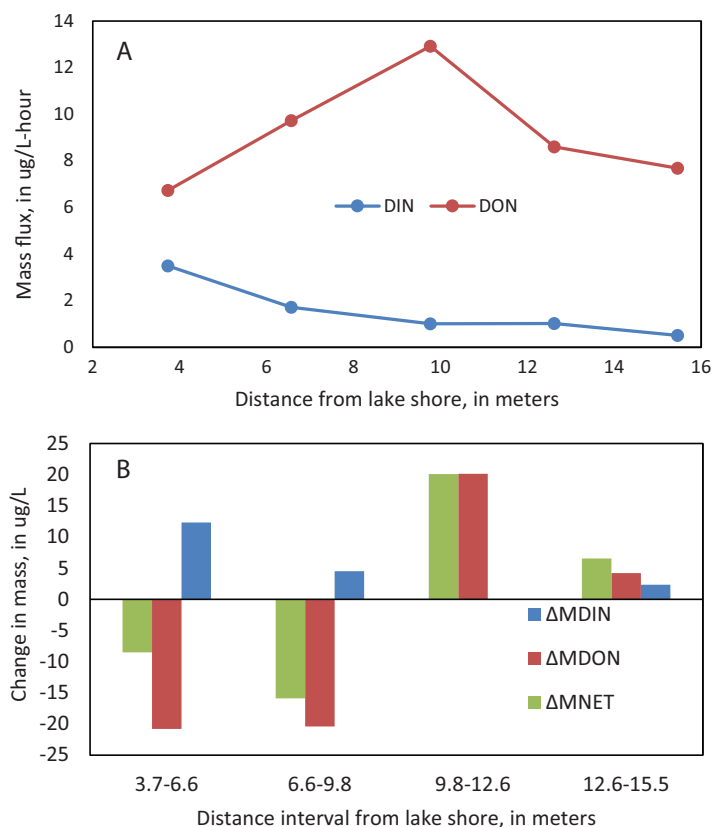 A
Mass flux, in ug/L-hour
14
12
10
8
6
4
2
0
DIN DON
2 4 6 8 10 12 14 16
Distance from lake shore, in meters
B
Change in mass, in ug/L
25
20
15
10
5
0
-5
-10
-15
-20
-25
ΔMDIN
ΔMDON
ΔMNET
3.7-6.6 6.6-9.8 9.8-12.6 12.6-15.5
Distance interval from lake shore, in meters